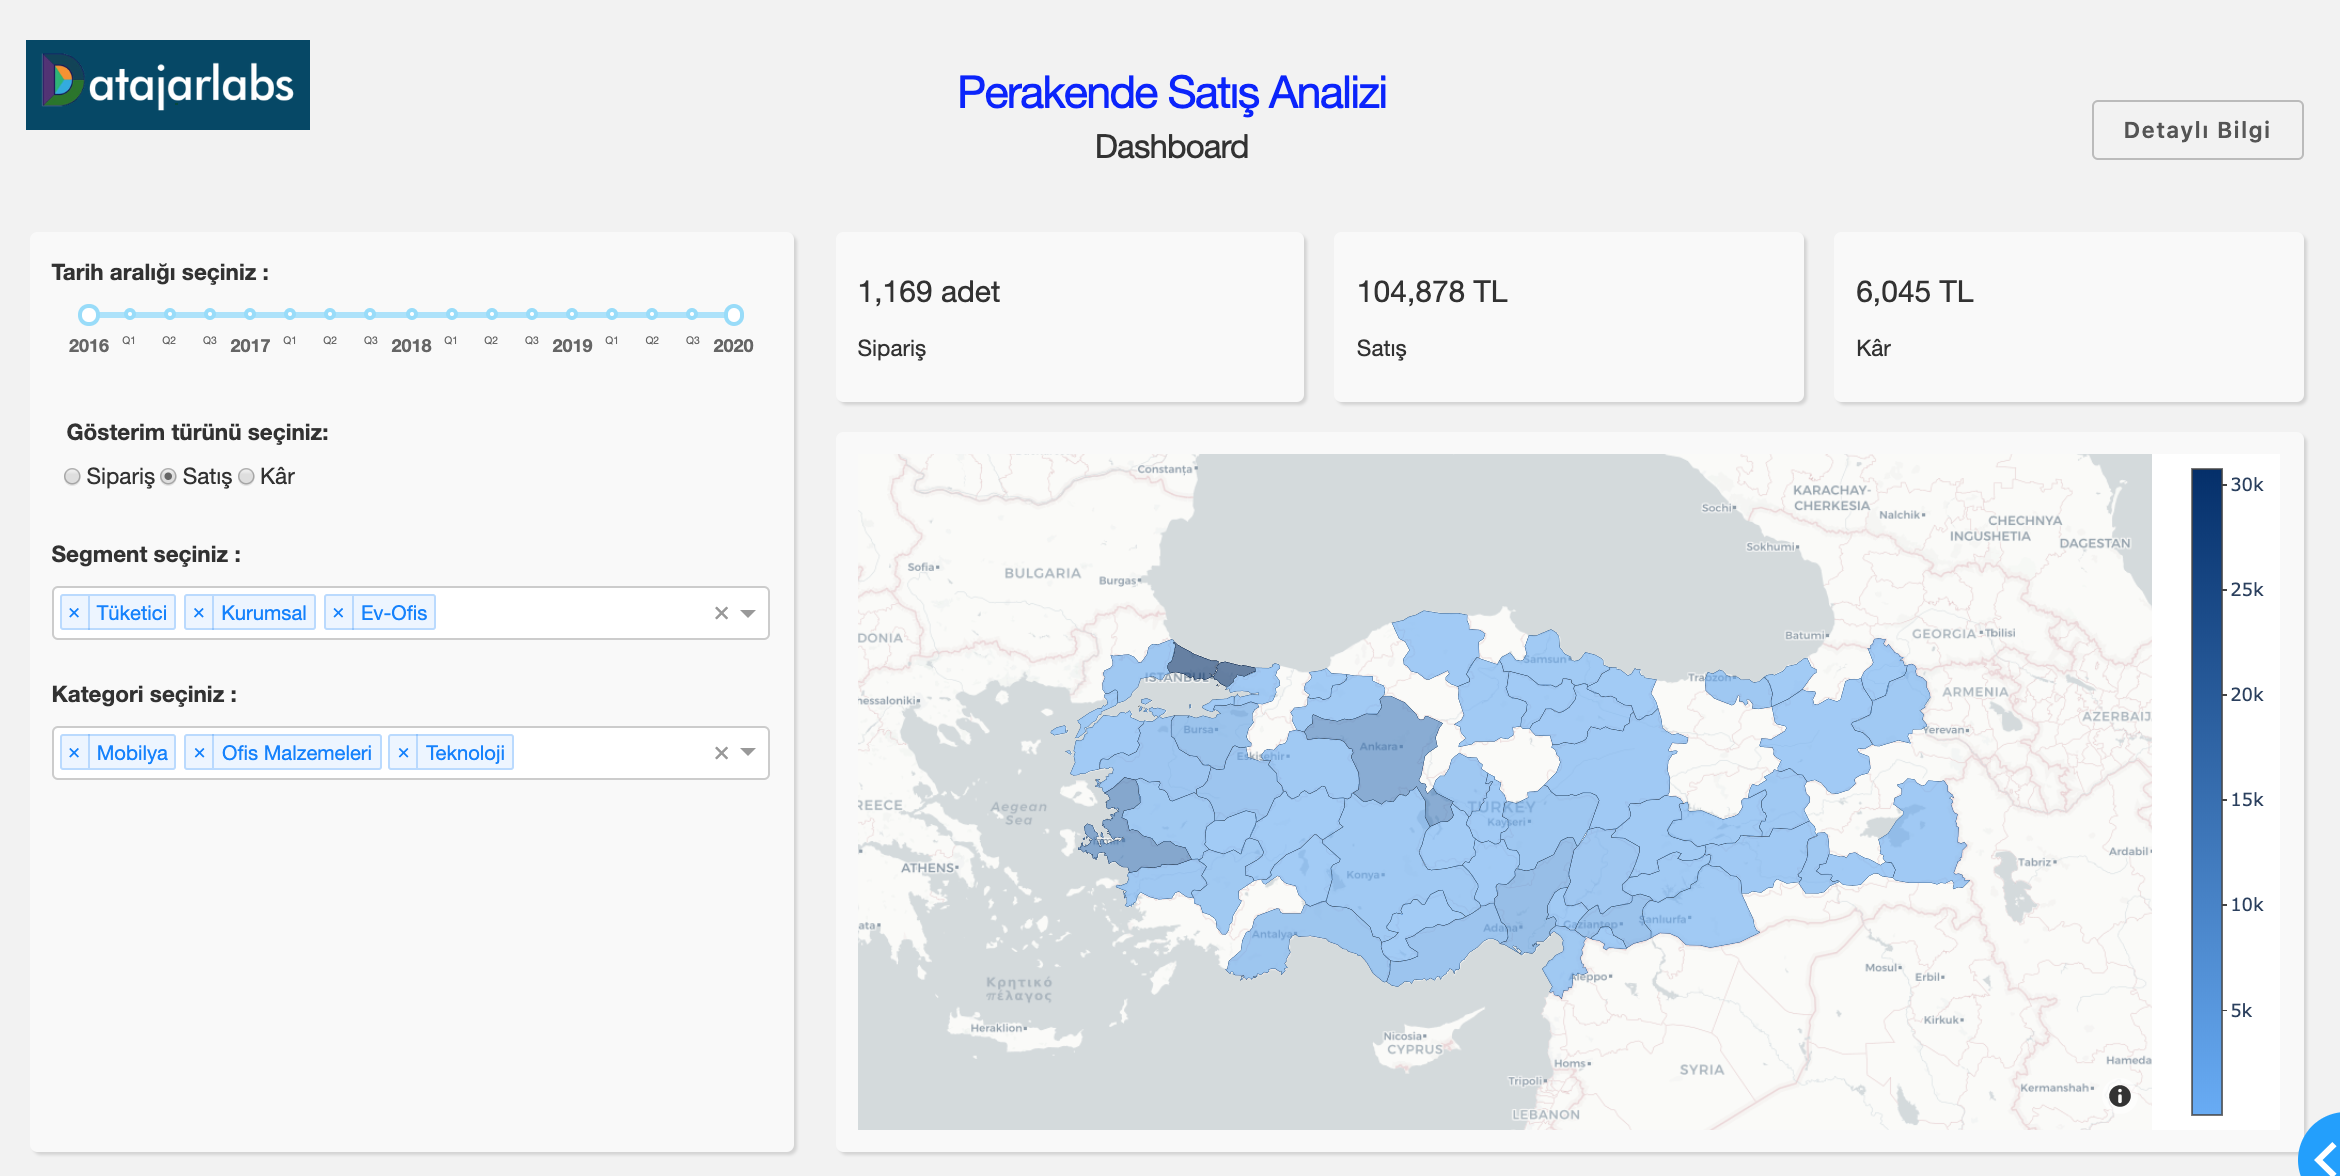 Datajarlabs
Perakende Satış Analizi
Dashboard
Detaylı Bilgi
Tarih aralığı seçiniz :
2016 Q1 Q2 Q3 2017 Q1 Q2 Q3 2018 Q1 Q2 Q3 2019 Q1 Q2 Q3 2020
Gösterim türünü seçiniz:
Sipariş Satış Kâr
Segment seçiniz :
× Tüketici × Kurumsal × Ev-Ofis ×
Kategori seçiniz :
× Mobilya × Ofis Malzemeleri × Teknoloji ×
1,169 adet
Sipariş
104,878 TL
Satış
6,045 TL
Kâr
Constanța
Sochi
KARACHAY-
CHERKESIA
Nalchik
CHECHNYA
INGUSHETIA
DAGESTAN
Sokhumi
Sofia
BULGARIA
Burgas
DONIA
Batumi
GEORGIA
Tbilisi
Samsun
ISTANBUL
Trabzon
ARMENIA
essaloniki
AZERBAIJ
Bursa
Yerevan
Ankara
Eskişehir
REECE
Aegean
Sea
TURKEY
Kayseri
ATHENS
Tabriz
Ardabil
Konya
Antalya
Adana
Gaziantep
Şanlıurfa
ata
Aleppo
Mosul
Erbil
Κρητικό
πέλαγος
Heraklion
Nicosia
CYPRUS
Kirkuk
Homs
SYRIA
Hameda
Tripoli
Kermanshah
LEBANON
30k
25k
20k
15k
10k
5k